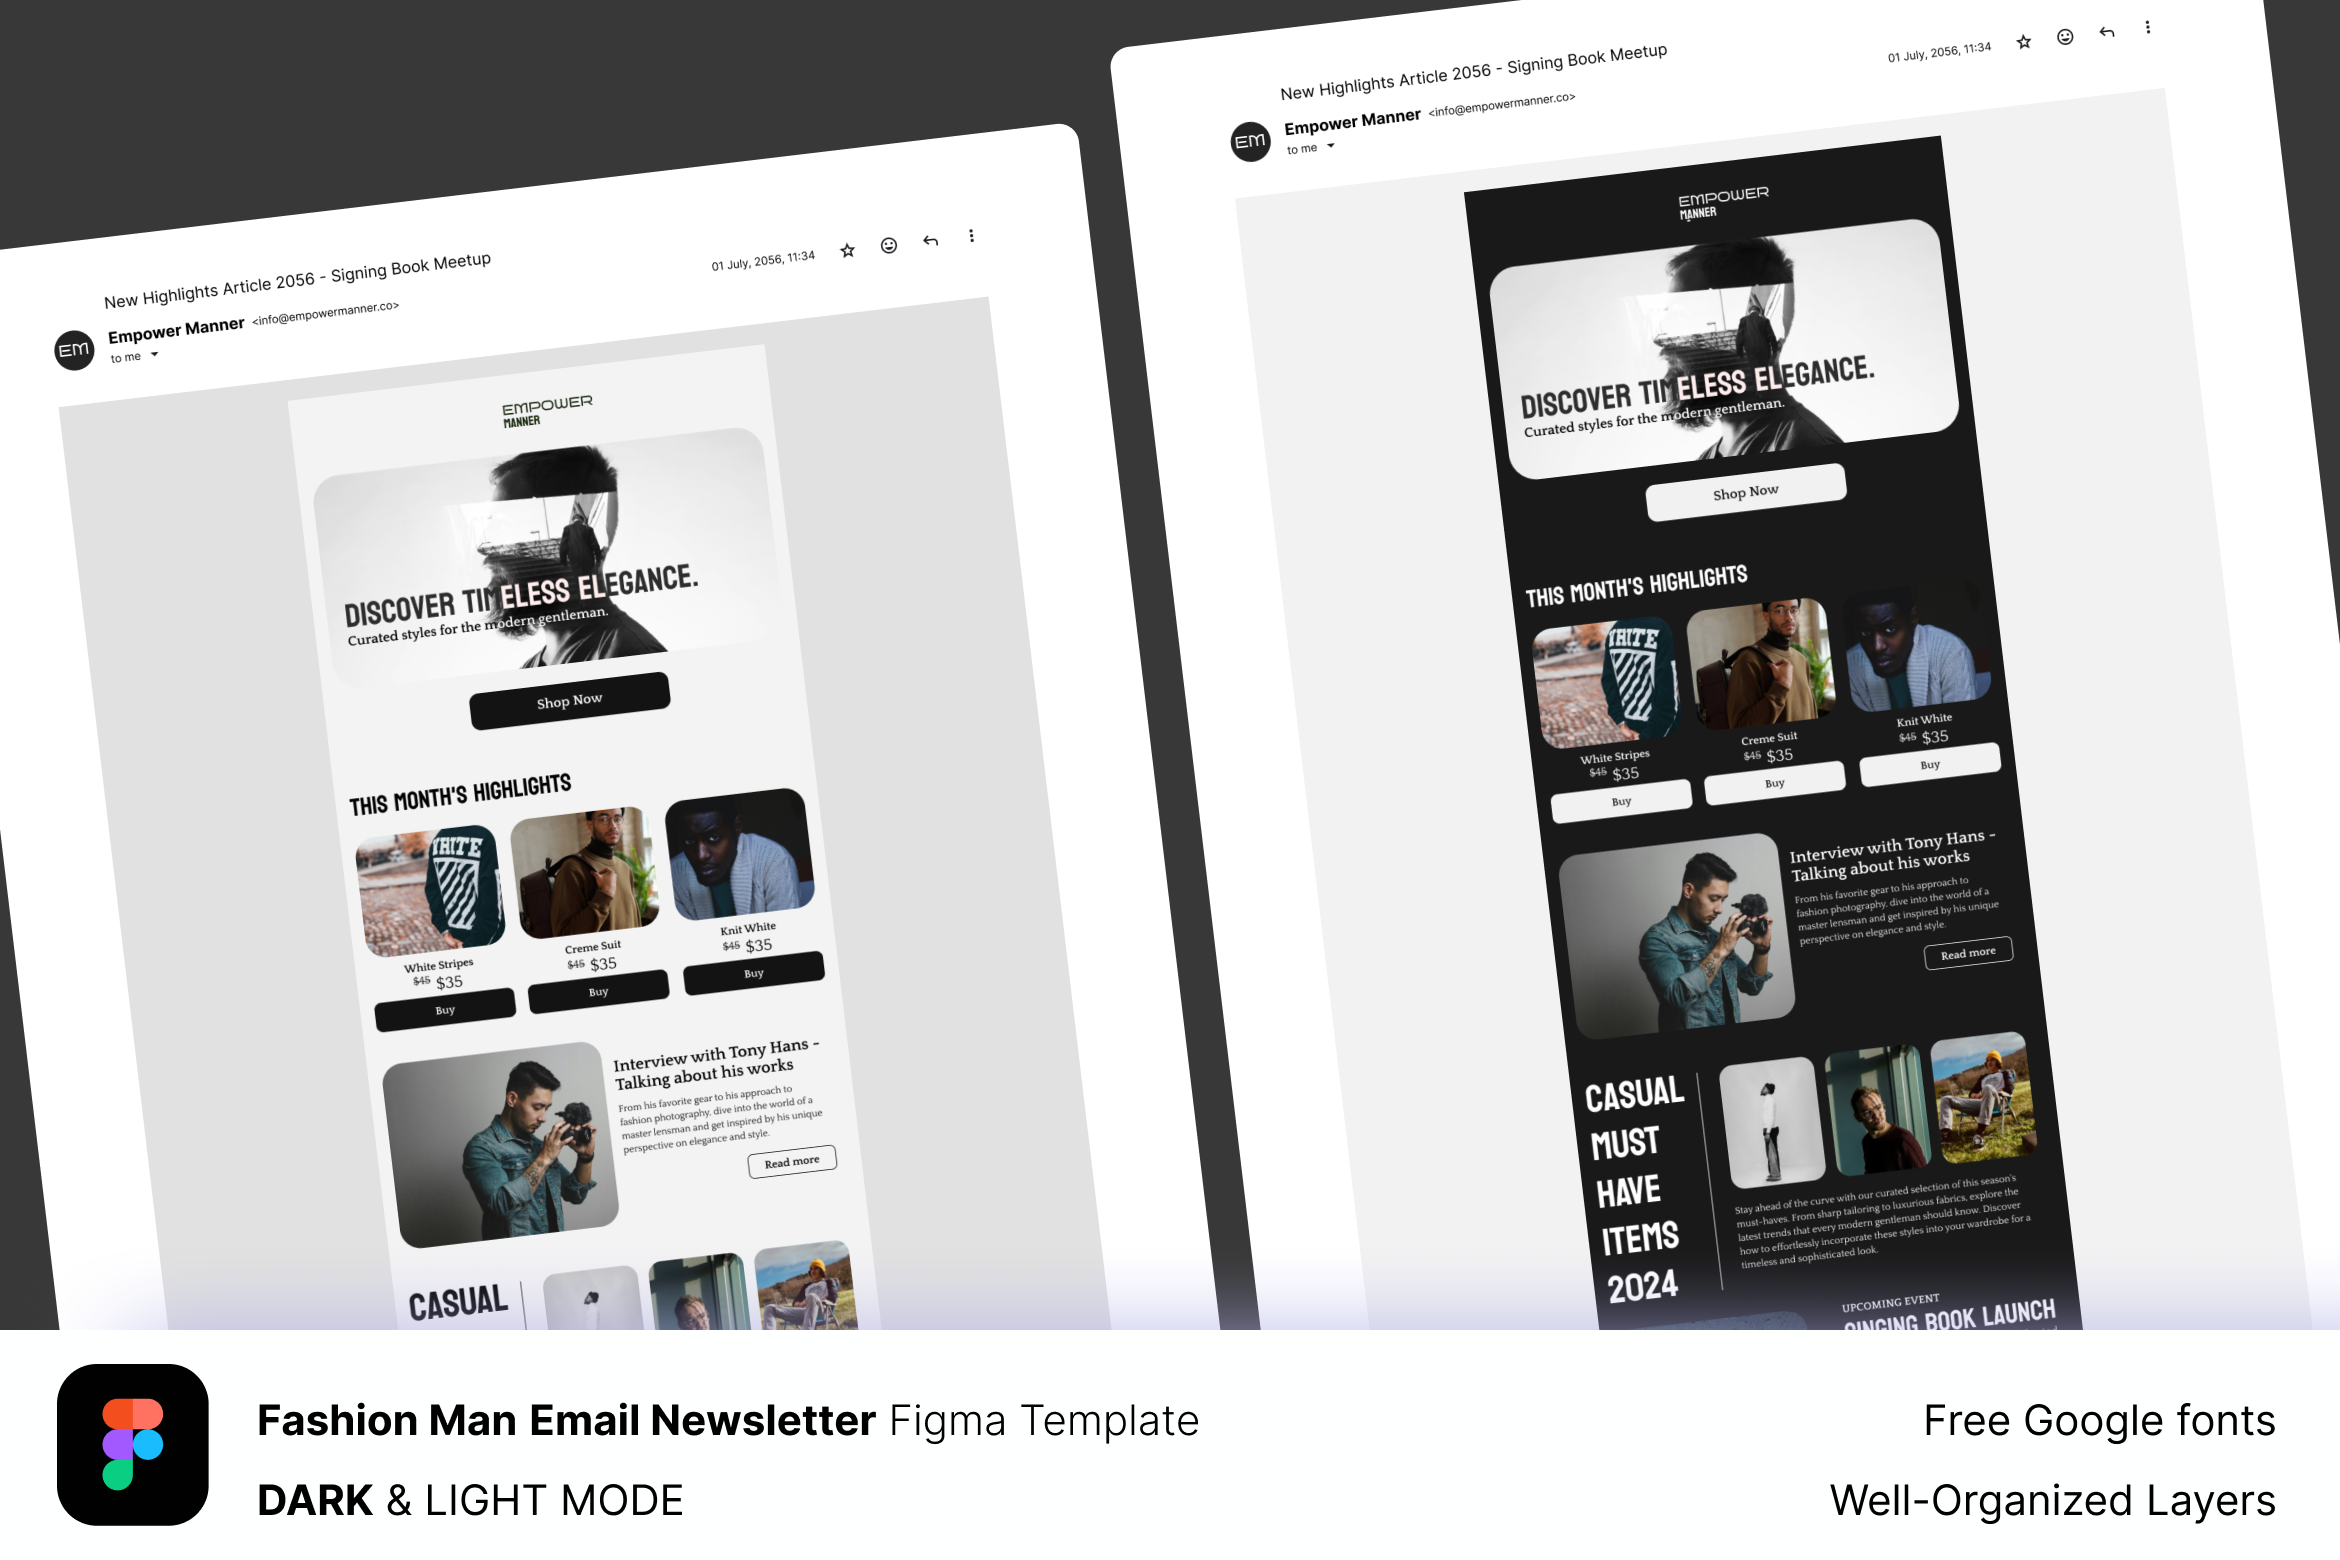 New Highlights Article 2056 - Signing Book Meetup
01 July, 2056, 11:34
EM
Empower Manner <info@empowermanner.co>
to me
EMPOWER
MANNER
DISCOVER TIMELESS ELEGANCE.
Curated styles for the modern gentleman.
Shop Now
THIS MONTH'S HIGHLIGHTS
WHITE
White Stripes
$45 $35
Buy
Creme Suit
$45 $35
Buy
Knit White
$45 $35
Buy
Interview with Tony Hans -
Talking about his works
From his favorite gear to his approach to
fashion photography, dive into the world of a
master lensman and get inspired by his unique
perspective on elegance and style.
Read more
CASUAL
New Highlights Article 2056 - Signing Book Meetup
01 July, 2056, 11:34
EM
Empower Manner <info@empowermanner.co>
to me
EMPOWER
MANNER
DISCOVER TIMELESS ELEGANCE.
Curated styles for the modern gentleman.
Shop Now
THIS MONTH'S HIGHLIGHTS
WHITE
White Stripes
$45 $35
Buy
Creme Suit
$45 $35
Buy
Knit White
$45 $35
Buy
Interview with Tony Hans -
Talking about his works
From his favorite gear to his approach to
fashion photography, dive into the world of a
master lensman and get inspired by his unique
perspective on elegance and style.
Read more
CASUAL
MUST
HAVE
ITEMS
2024
Stay ahead of the curve with our curated selection of this season's
must-haves. From sharp tailoring to luxurious fabrics, explore the
latest trends that every modern gentleman should know. Discover
how to effortlessly incorporate these styles into your wardrobe for a
timeless and sophisticated look.
UPCOMING EVENT
SINGING BOOK LAUNCH
Fashion Man Email Newsletter Figma Template
DARK & LIGHT MODE
Free Google fonts
Well-Organized Layers